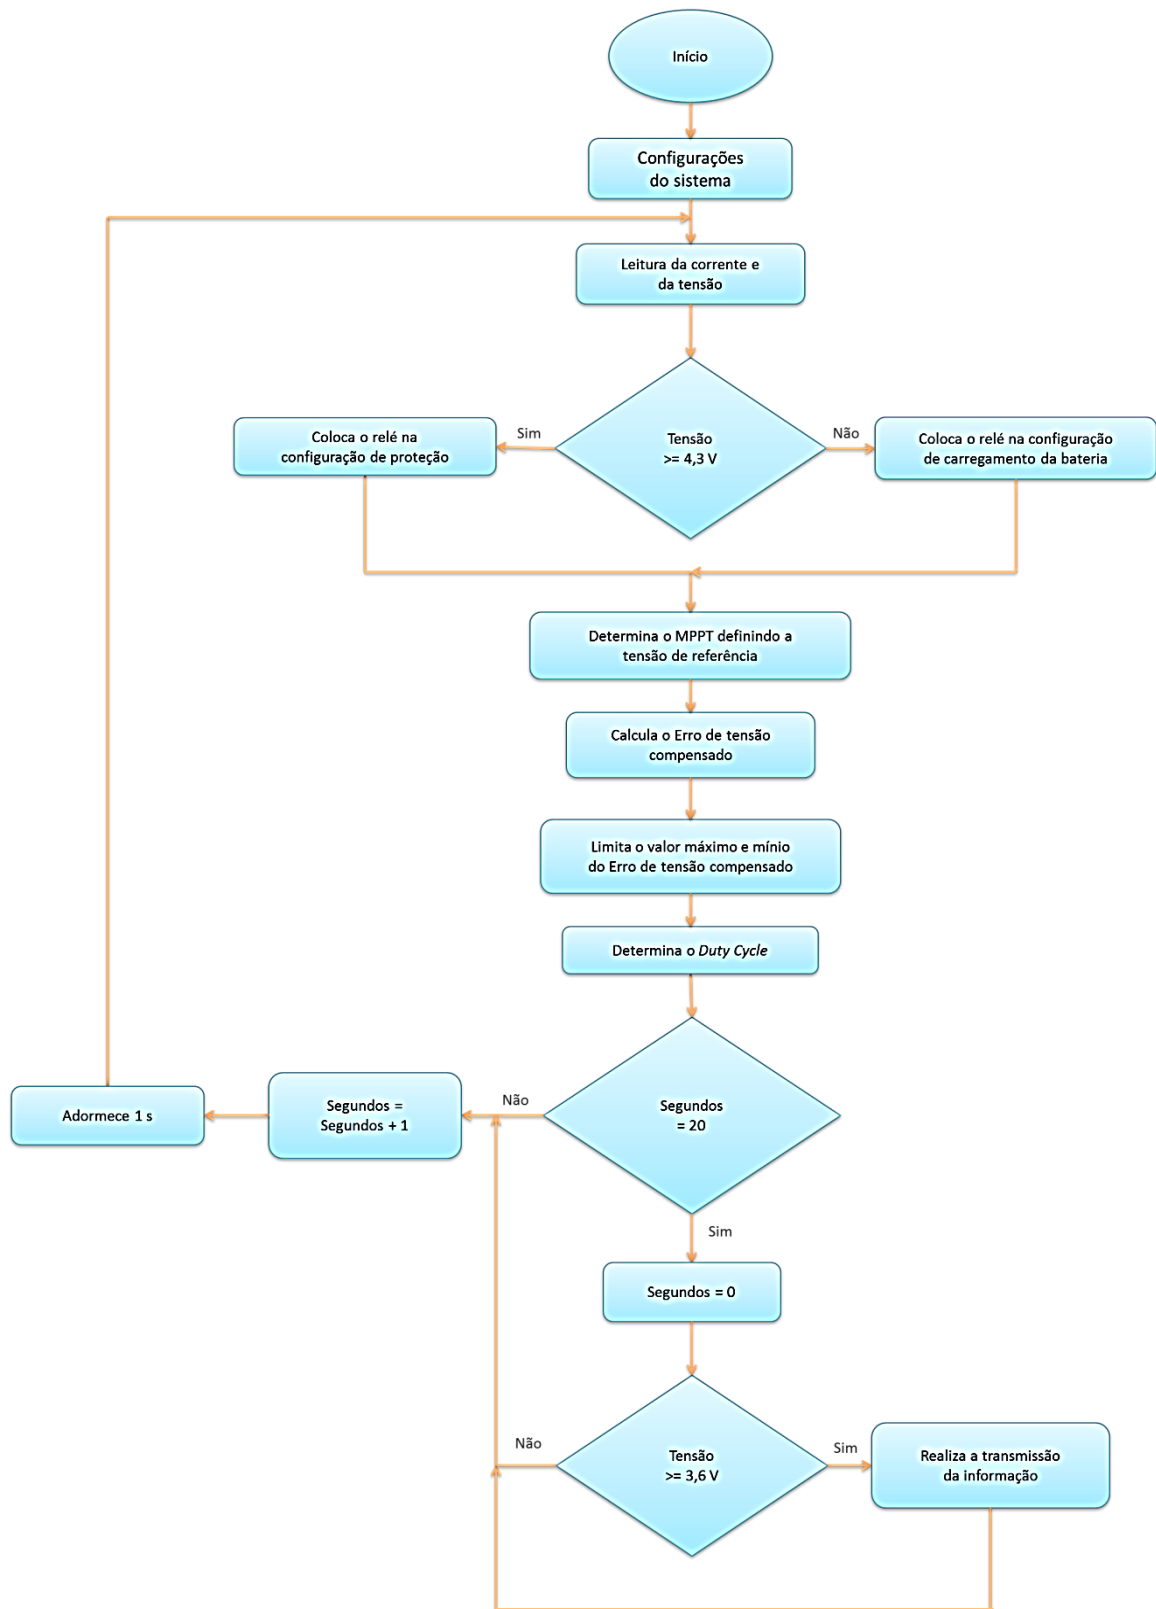 Início
Configurações
do sistema
Leitura da corrente e
da tensão
Sim
Não
Coloca o relé na
configuração de proteção
Tensão
>= 4,3 V
Coloca o relé na configuração
de carregamento da bateria
Determina o MPPT definindo a
tensão de referência
Calcula o Erro de tensão
compensado
Limita o valor máximo e mínio
do Erro de tensão compensado
Determina o Duty Cycle
Não
Adormece 1 s
Segundos =
Segundos + 1
Segundos
= 20
Sim
Segundos = 0
Não
Sim
Tensão
>= 3,6 V
Realiza a transmissão
da informação